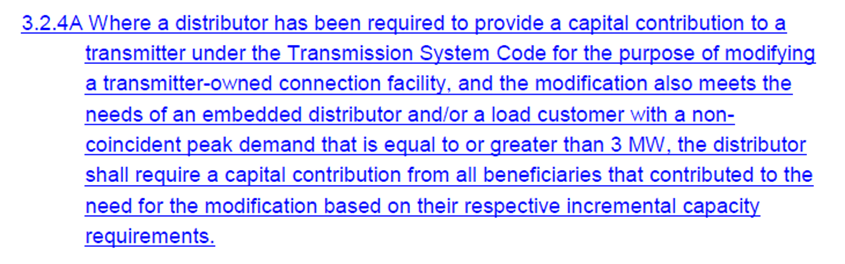 3.2.4A Where a distributor has been required to provide a capital contribution to a
transmitter under the Transmission System Code for the purpose of modifying
a transmitter-owned connection facility, and the modification also meets the
needs of an embedded distributor and/or a load customer with a non-
coincident peak demand that is equal to or greater than 3 MW, the distributor
shall require a capital contribution from all beneficiaries that contributed to the
need for the modification based on their respective incremental capacity
requirements.